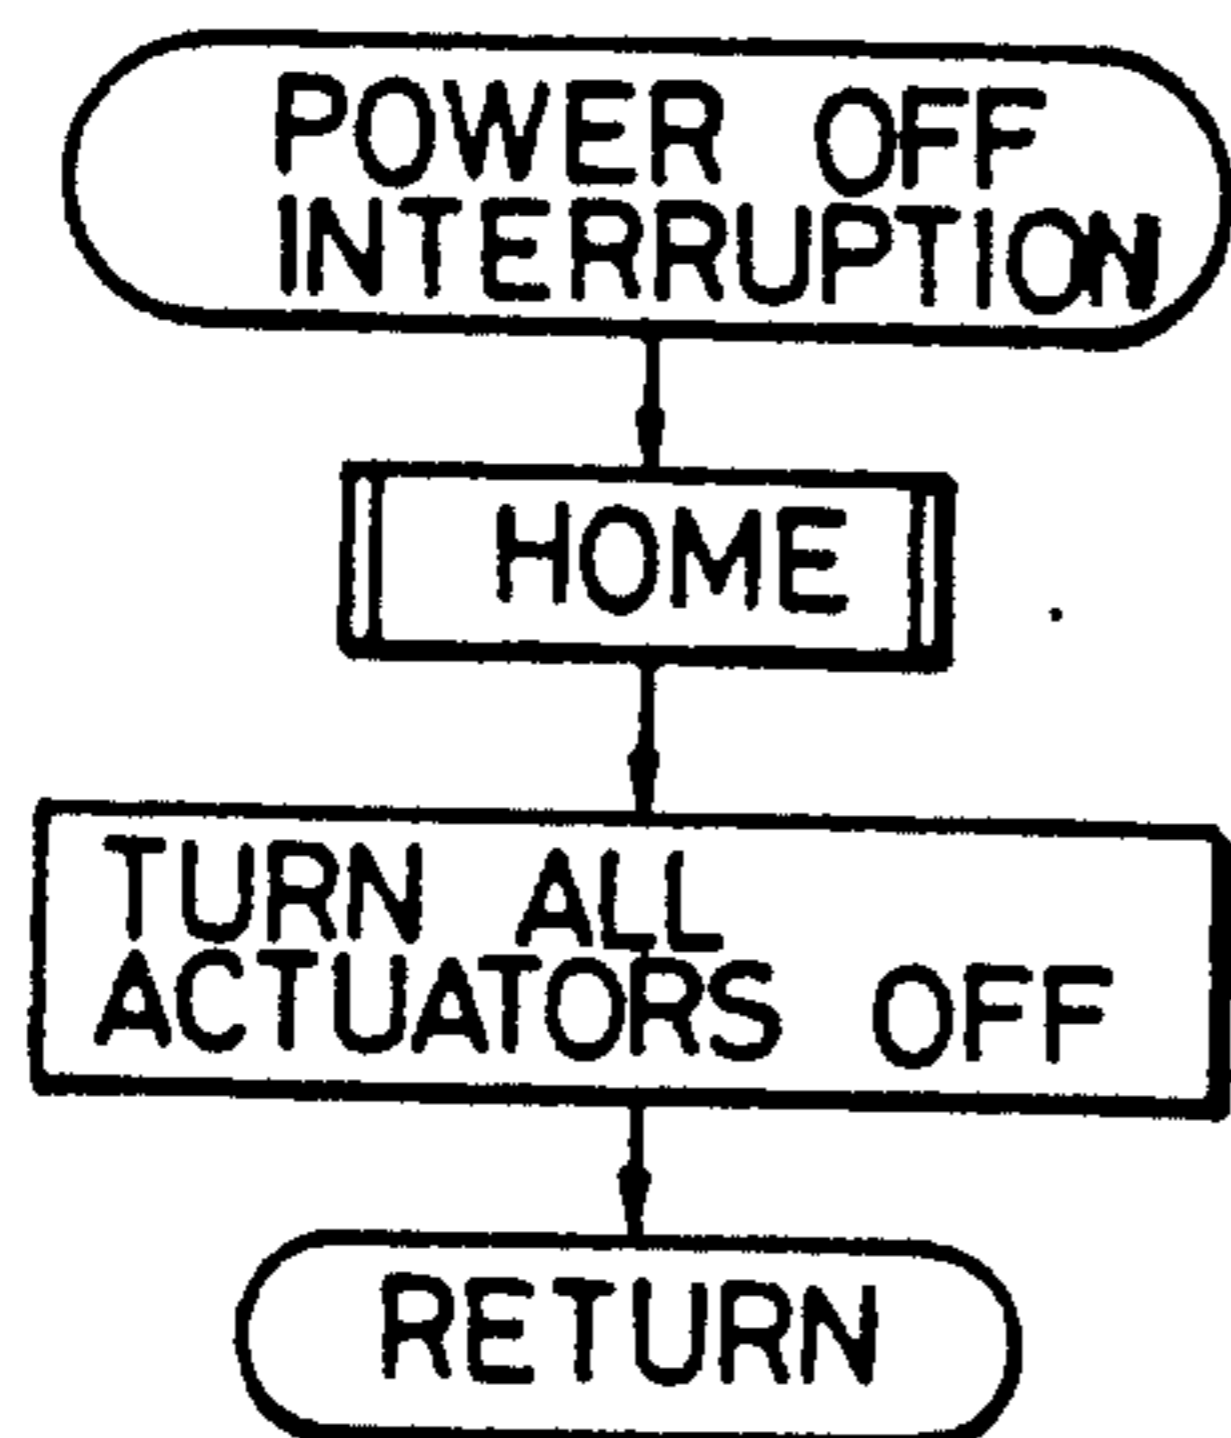 POWER OFF
INTERRUPTION
HOME
TURN ALL
ACTUATORS OFF
RETURN